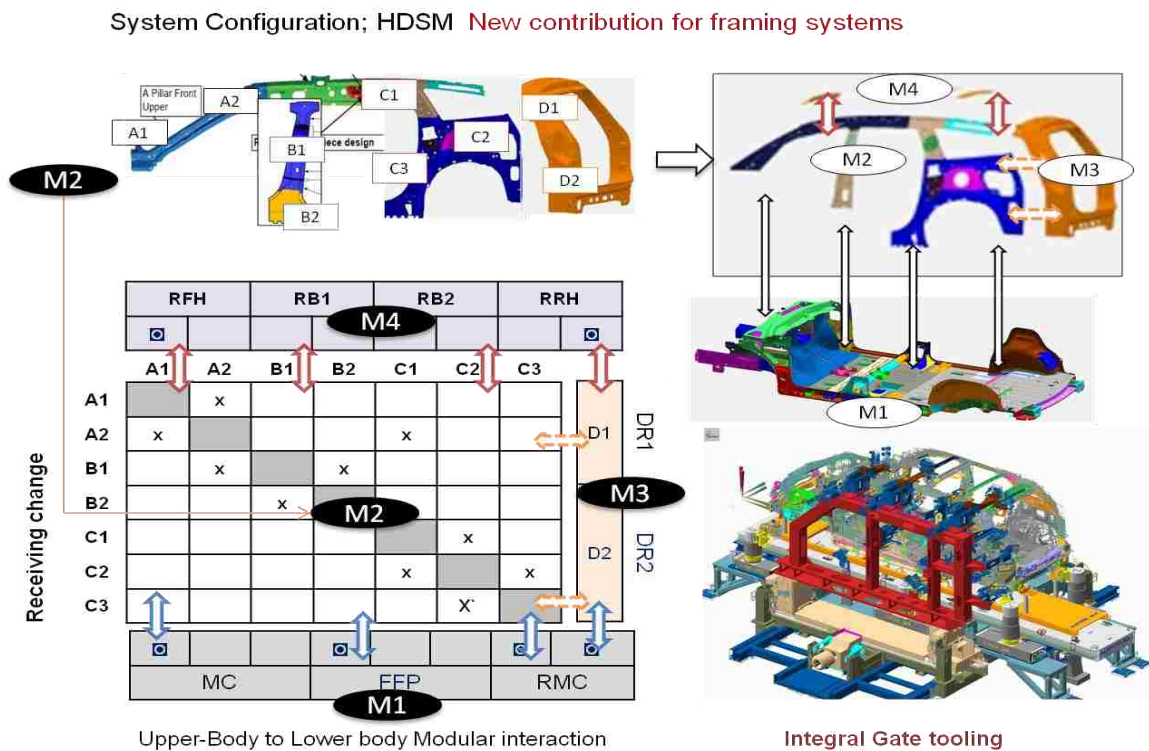 System Configuration; HDSM New contribution for framing systems
A Pillar Front
Upper
A1
A2
B1
iece design
B2
C1
C2
C3
D1
D2
M2
M4
M2
M3
M1
RFH RB1 RB2 RRH
M4
A1 A2 B1 B2 C1 C2 C3
A1 x
A2 x x
B1 x x
B2 x
C1 x
C2 x x
C3 X`
M2
D1
D2
M3
DR1
DR2
Receiving change
MC FFP RMC
M1
Upper-Body to Lower body Modular interaction
Integral Gate tooling